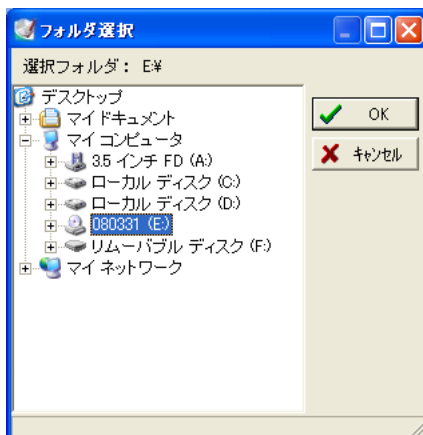 フォルダ選択
選択フォルダ： E:¥
デスクトップ
マイ ドキュメント
マイ コンピュータ
3.5 インチ FD (A:)
ローカル ディスク (C:)
ローカル ディスク (D:)
080331 (E:)
リムーバブル ディスク (F:)
マイ ネットワーク
OK
キャンセル